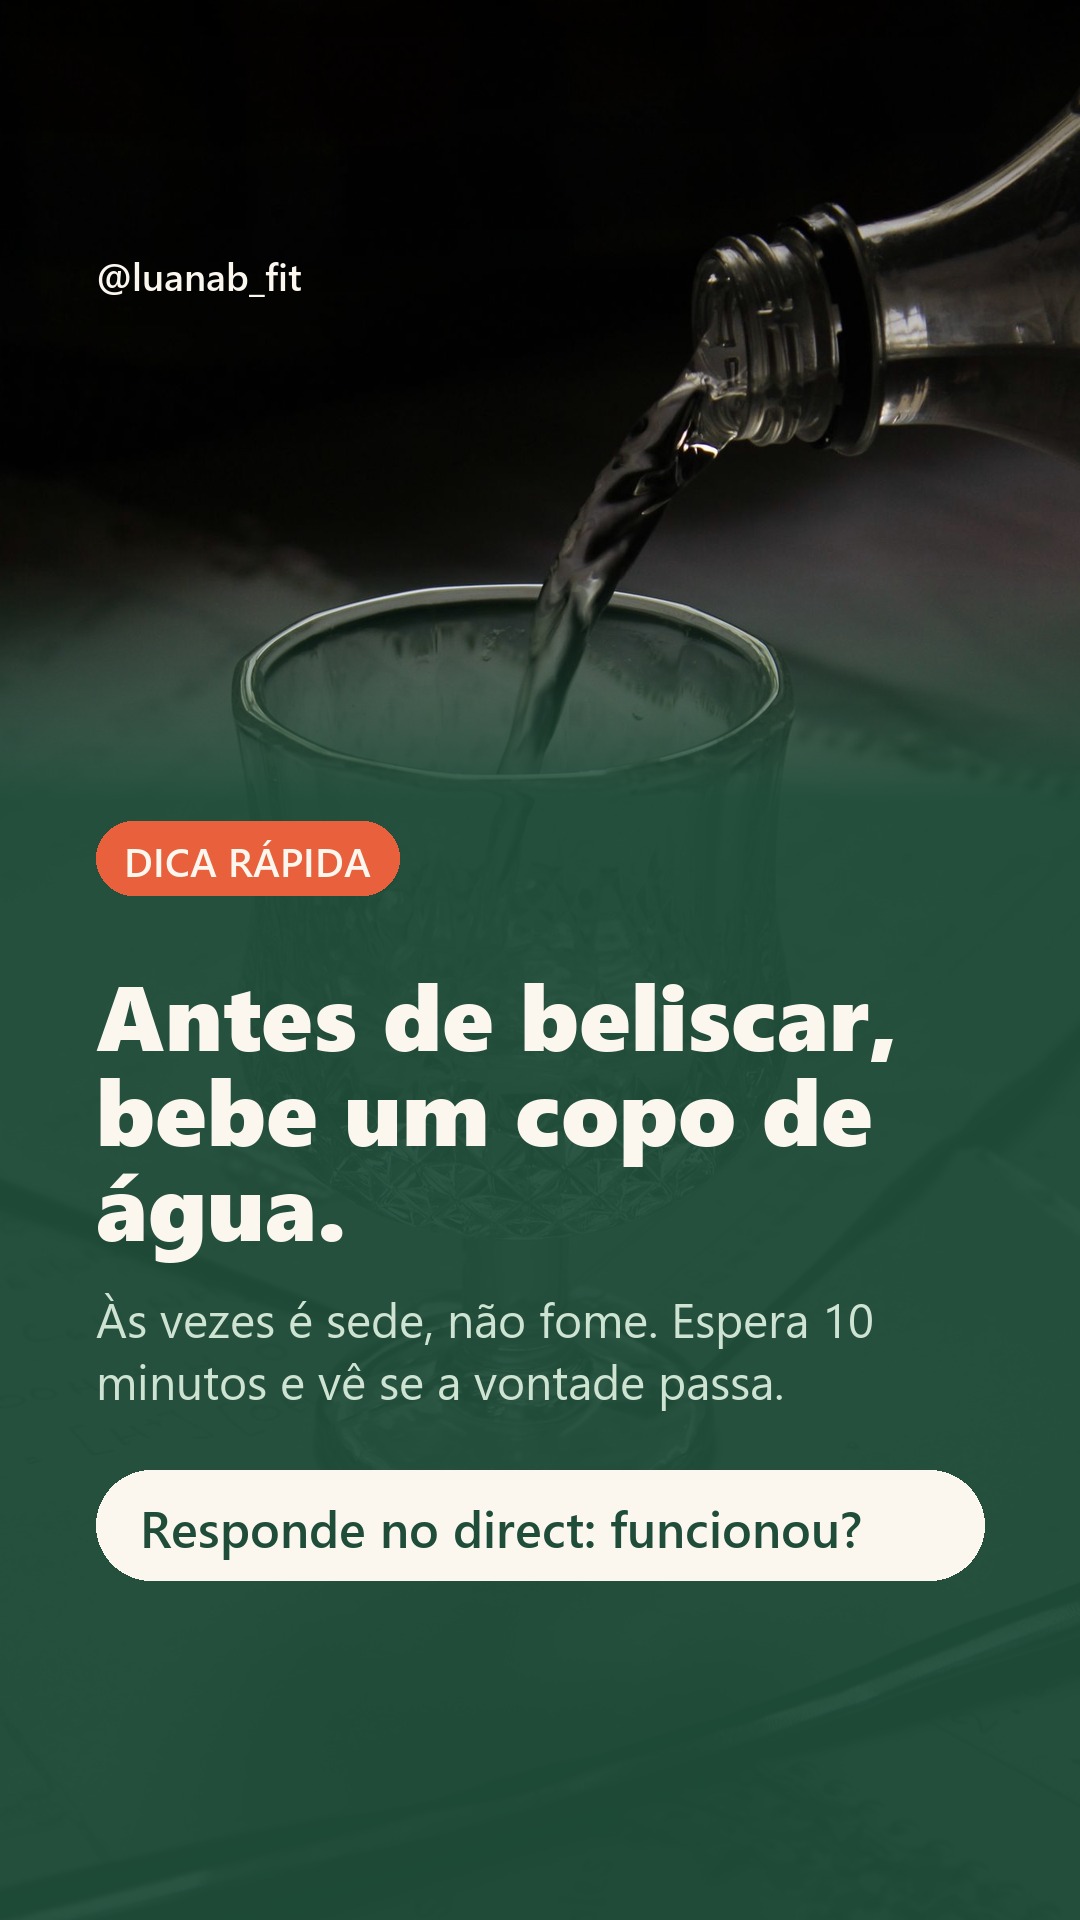 @luanab_fit
DICA RÁPIDA
Antes de beliscar,
bebe um copo de
água.
Às vezes é sede, não fome. Espera 10
minutos e vê se a vontade passa.
Responde no direct: funcionou?